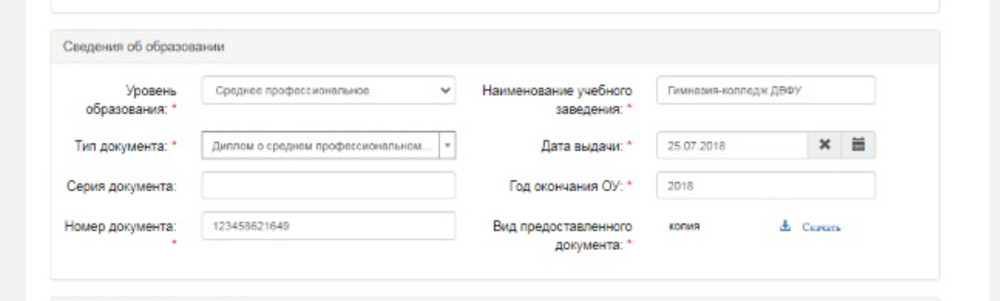 Сведения об образовании
Уровень образования: *
Среднее профессиональное
Наименование учебного заведения: *
Гимназия-колледж ДВФУ
Тип документа: *
Диплом о среднем профессиональном...
Дата выдачи: *
25.07.2018
Серия документа:
Год окончания ОУ: *
2018
Номер документа: *
123458621649
Вид предоставленного документа: *
копия
Скачать